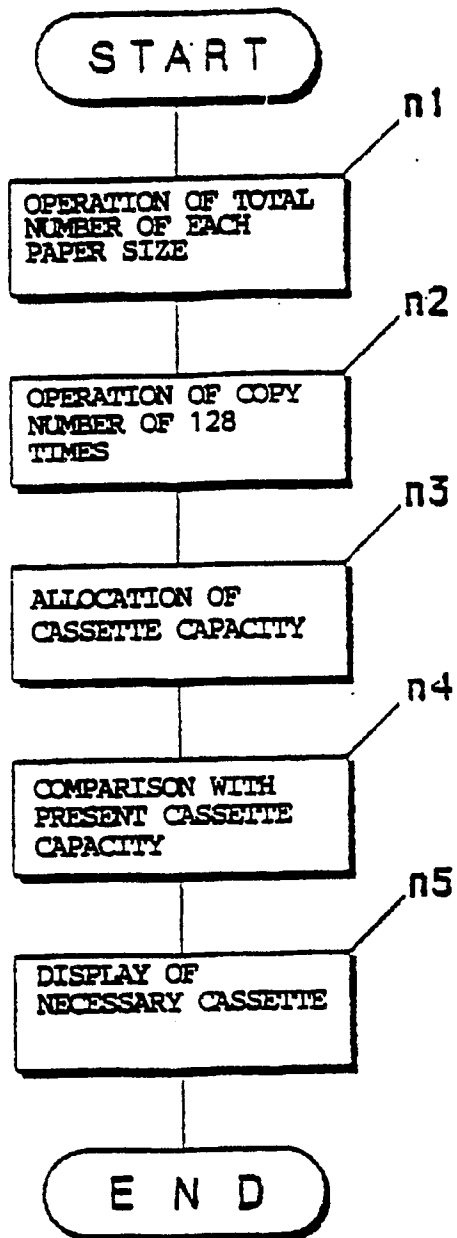 START
n1
OPERATION OF TOTAL
NUMBER OF EACH
PAPER SIZE
n2
OPERATION OF COPY
NUMBER OF 128
TIMES
n3
ALLOCATION OF
CASSETTE CAPACITY
n4
COMPARISON WITH
PRESENT CASSETTE
CAPACITY
n5
DISPLAY OF
NECESSARY CASSETTE
END